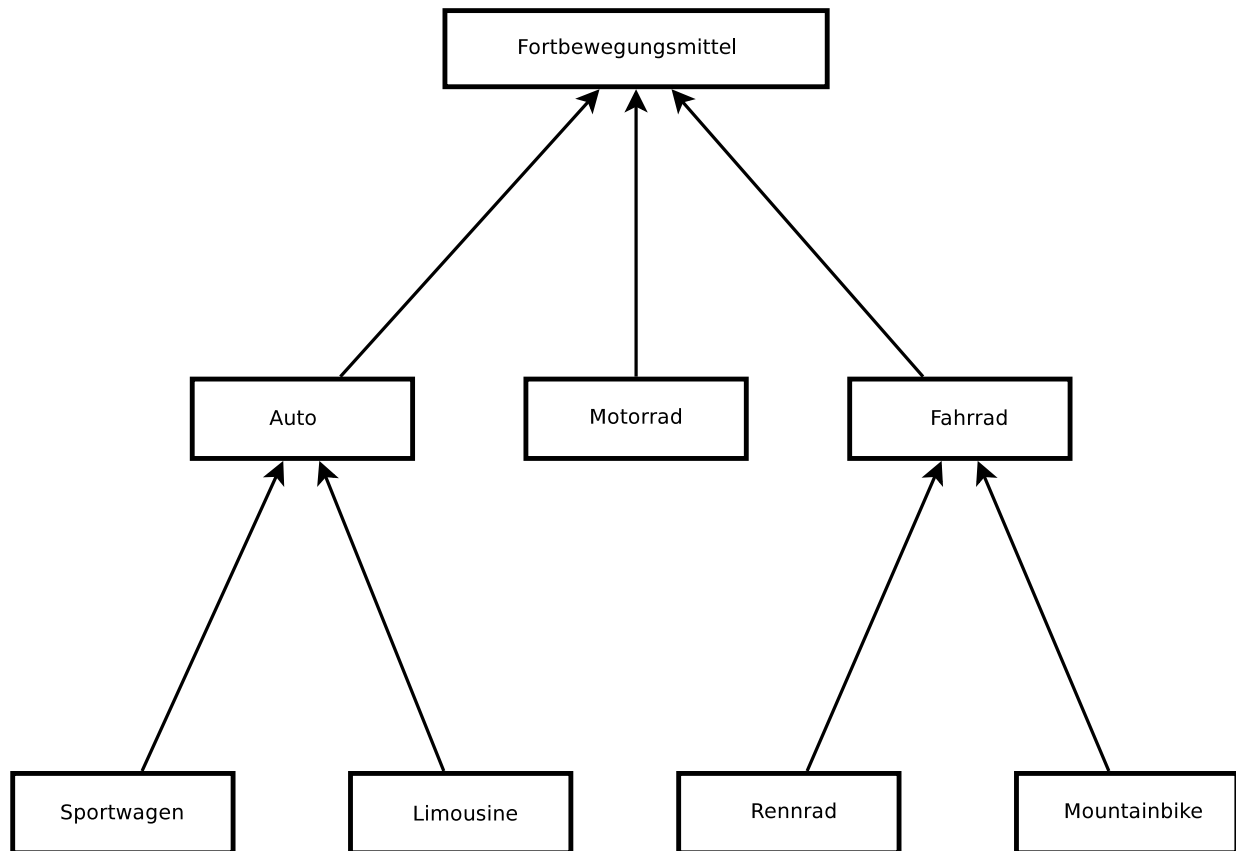 Fortbewegungsmittel
Auto
Motorrad
Fahrrad
Sportwagen
Limousine
Rennrad
Mountainbike